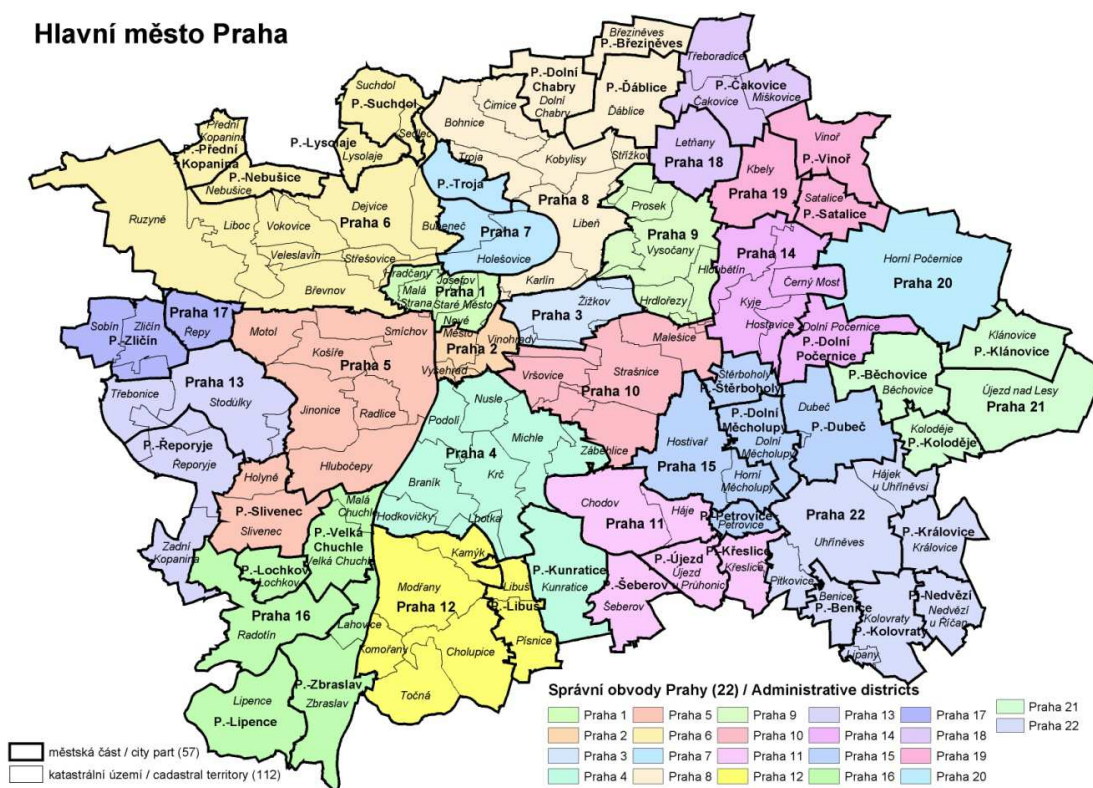 Hlavní město Praha
Březiněves
P.-Březiněves
Třeboradice
P.-Dolní
Chabry
Dolní
Chabry
P.-Ďáblice
Ďáblice
P.-Čakovice
Čakovice
Miškovice
Suchdol
P.-Suchdol
Sedlec
Čimice
Bohnice
Přední
Kopanina
P.-Přední
Kopanina
P.-Lysolaje
Lysolaje
P.-Nebušice
Nebušice
Troja
P.-Troja
Kobylisy
Střížkov
Letňany
Praha 18
Vinoř
P.-Vinoř
Kbely
Praha 19
Satalice
P.-Satalice
Ruzyně
Liboc
Vokovice
Dejvice
Praha 6
Veleslavín
Střešovice
Břevnov
Bubeneč
Praha 7
Holešovice
Praha 8
Libeň
Karlín
Prosek
Praha 9
Vysočany
Hloubětín
Hrdlořezy
Praha 14
Černý Most
Kyje
Hostavice
Horní Počernice
Praha 20
Hradčany
Malá
Strana
Josefov
Praha 1
Staré Město
Nové
Město
Žižkov
Praha 3
Dolní Počernice
P.-Dolní
Počernice
Klánovice
P.-Klánovice
Sobín
Zličín
P.-Zličín
Praha 17
Řepy
Motol
Smíchov
Košíře
Praha 5
Jinonice
Radlice
Hlubočepy
Praha 2
Vinohrady
Vyšehrad
Malešice
Vršovice
Strašnice
Praha 10
Záběhlice
Štěrboholy
P.-Štěrboholy
P.-Běchovice
Běchovice
Újezd nad Lesy
Praha 21
Koloděje
P.-Koloděje
Praha 13
Třebonice
Stodůlky
P.-Řeporyje
Řeporyje
Podolí
Nusle
Praha 4
Michle
Krč
Braník
Hodkovičky
Lhotka
P.-Dolní
Měcholupy
Dolní
Měcholupy
Dubeč
P.-Dubeč
Hostivař
Praha 15
Horní
Měcholupy
P.-Petrovice
Petrovice
Hájek
u Uhříněvsi
Praha 22
Uhříněves
P.-Královice
Královice
Holyně
P.-Slivenec
Slivenec
Malá
Chuchle
P.-Velká
Chuchle
Velká Chuchle
Zadní
Kopanina
P.-Lochkov
Lochkov
Praha 16
Radotín
Lahovice
Chodov
Háje
Praha 11
P.-Kunratice
Kunratice
P.-Šeberov
Šeberov
P.-Újezd
Újezd
u Průhonic
P.-Křeslice
Křeslice
Pitkovice
Benice
P.-Benice
Kolovraty
P.-Kolovraty
Lipany
P.-Nedvězí
Nedvězí
u Říčan
Kamýk
Modřany
Praha 12
Libuš
P.-Libuš
Písnice
Komořany
Cholupice
Točná
P.-Zbraslav
Zbraslav
Lipence
P.-Lipence
městská část / city part (57)
katastrální území / cadastral territory (112)
Správní obvody Prahy (22) / Administrative districts
Praha 1
Praha 2
Praha 3
Praha 4
Praha 5
Praha 6
Praha 7
Praha 8
Praha 9
Praha 10
Praha 11
Praha 12
Praha 13
Praha 14
Praha 15
Praha 16
Praha 17
Praha 18
Praha 19
Praha 20
Praha 21
Praha 22